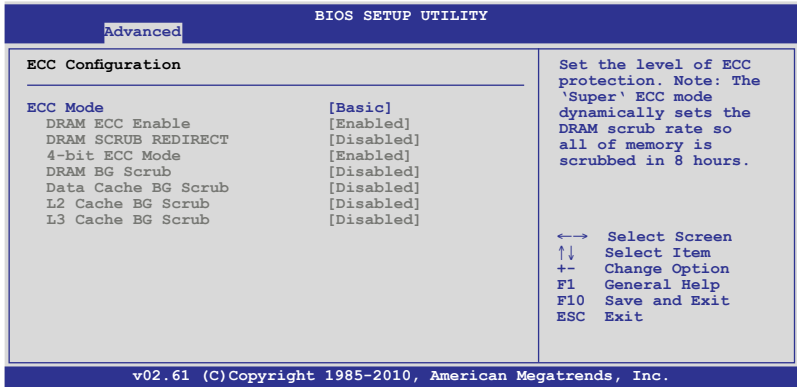 BIOS SETUP UTILITY
Advanced
ECC Configuration
ECC Mode [Basic]
DRAM ECC Enable [Enabled]
DRAM SCRUB REDIRECT [Disabled]
4-bit ECC Mode [Enabled]
DRAM BG Scrub [Disabled]
Data Cache BG Scrub [Disabled]
L2 Cache BG Scrub [Disabled]
L3 Cache BG Scrub [Disabled]
Set the level of ECC
protection. Note: The
‘Super‘ ECC mode
dynamically sets the
DRAM scrub rate so
all of memory is
scrubbed in 8 hours.
←→ Select Screen
↑↓ Select Item
+- Change Option
F1 General Help
F10 Save and Exit
ESC Exit
v02.61 (C)Copyright 1985-2010, American Megatrends, Inc.